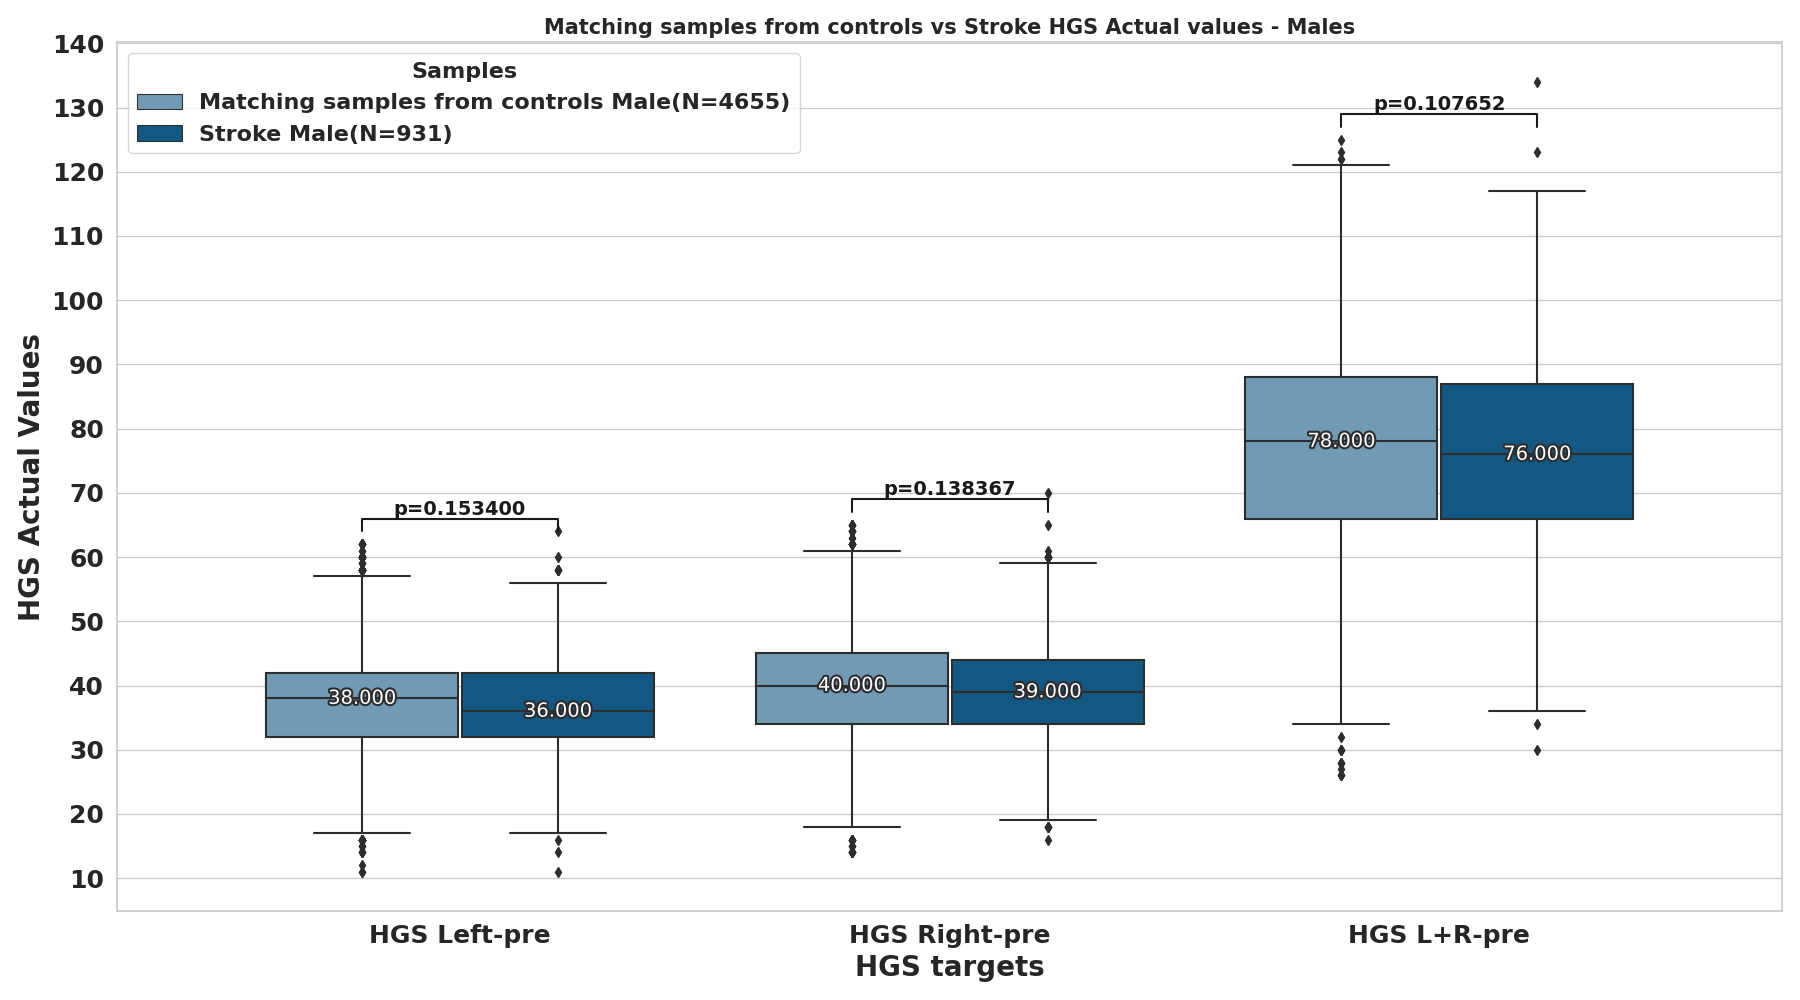 Matching samples from controls vs Stroke HGS Actual values - Males
Samples
Matching samples from controls Male(N=4655)
Stroke Male(N=931)
HGS Actual Values
140
130
120
110
100
90
80
70
60
50
40
30
20
10
p=0.153400
38.000
36.000
p=0.138367
40.000
39.000
p=0.107652
78.000
76.000
HGS Left-pre
HGS Right-pre
HGS L+R-pre
HGS targets